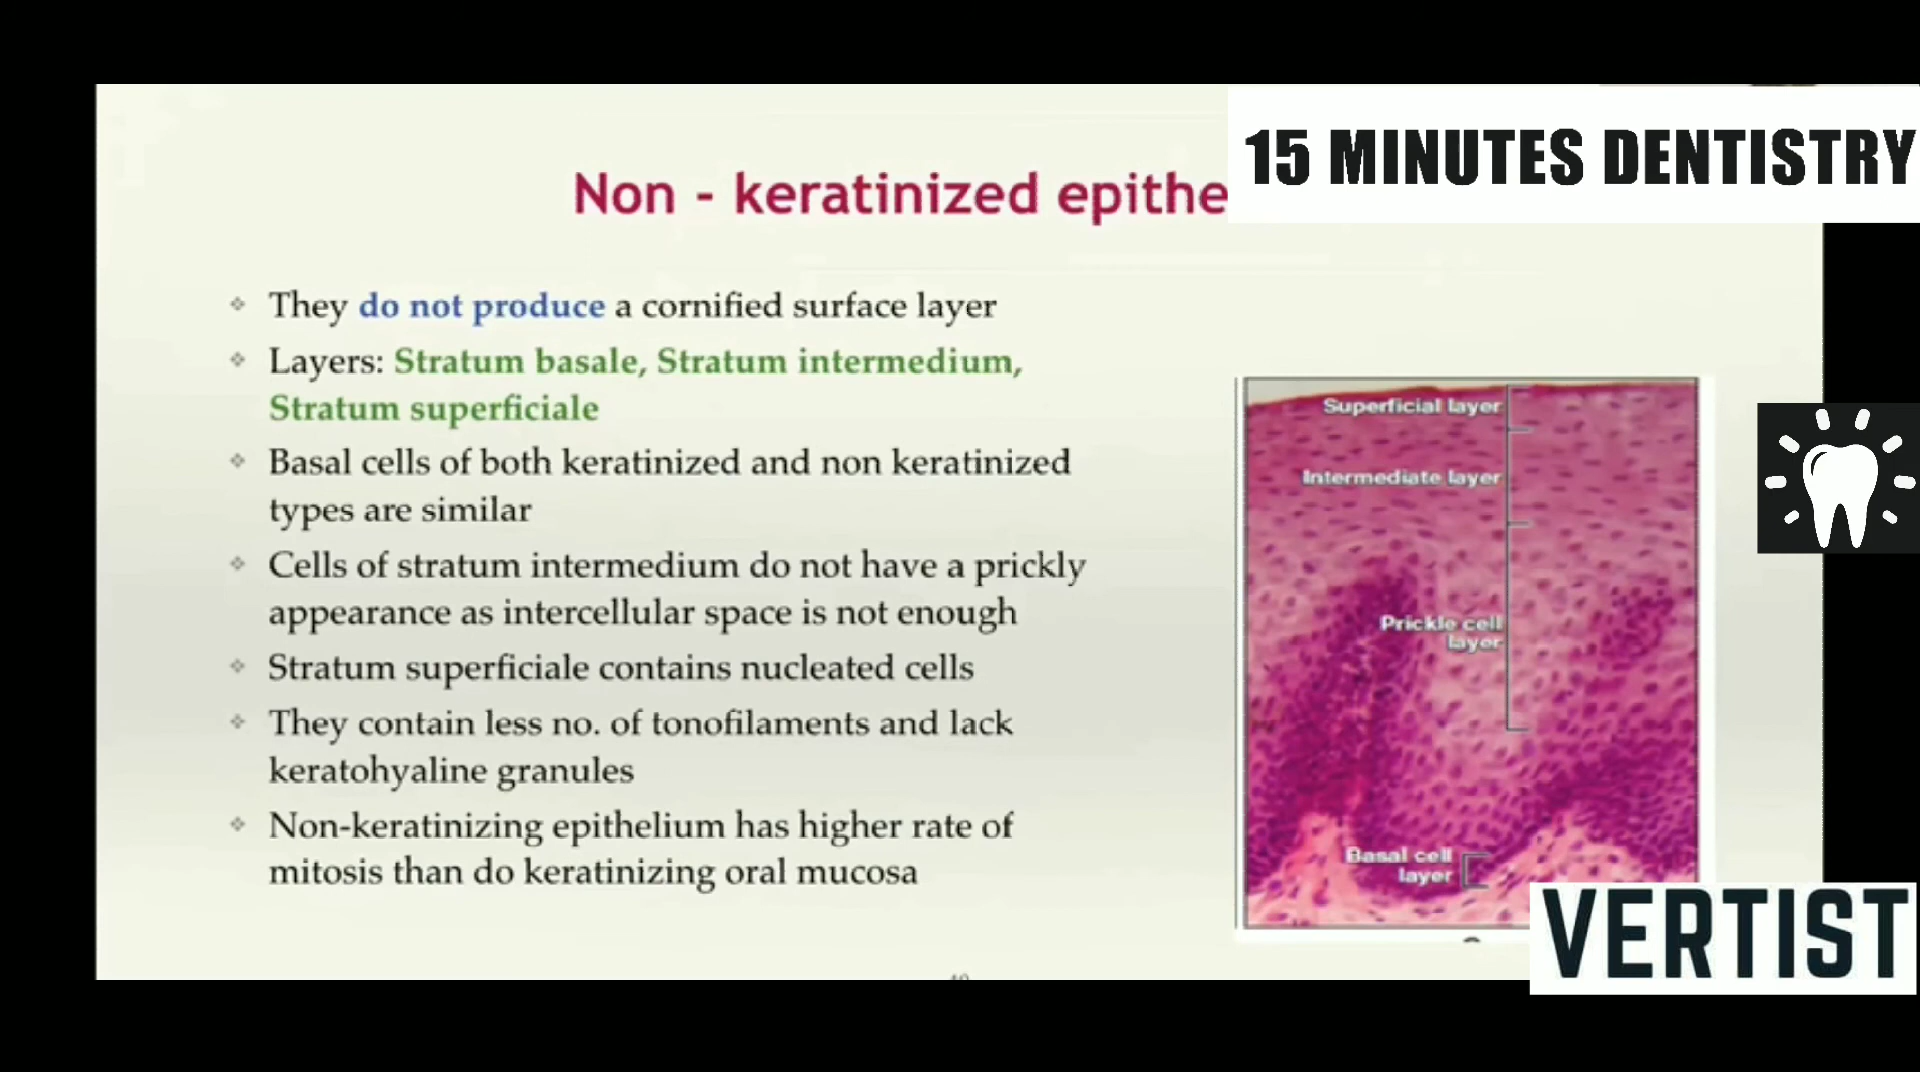 15 MINUTES DENTISTRY
Non - keratinized epithe
They do not produce a cornified surface layer
Layers: Stratum basale, Stratum intermedium,
Stratum superficiale
Basal cells of both keratinized and non keratinized
types are similar
Cells of stratum intermedium do not have a prickly
appearance as intercellular space is not enough
Stratum superficiale contains nucleated cells
They contain less no. of tonofilaments and lack
keratohyaline granules
Non-keratinizing epithelium has higher rate of
mitosis than do keratinizing oral mucosa
Superficial layer
Intermediate layer
Prickle cell
layer
Basal cell
layer
VERTIST